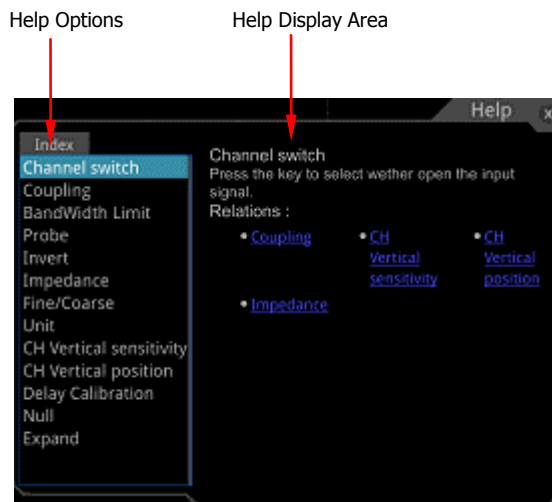 Help Options
Help Display Area
Help x
Index
Channel switch
Coupling
BandWidth Limit
Probe
Invert
Impedance
Fine/Coarse
Unit
CH Vertical sensitivity
CH Vertical position
Delay Calibration
Null
Expand
Channel switch
Press the key to select wether open the input
signal.
Relations :
• Coupling
• CH
Vertical
sensitivity
• CH
Vertical
position
• Impedance